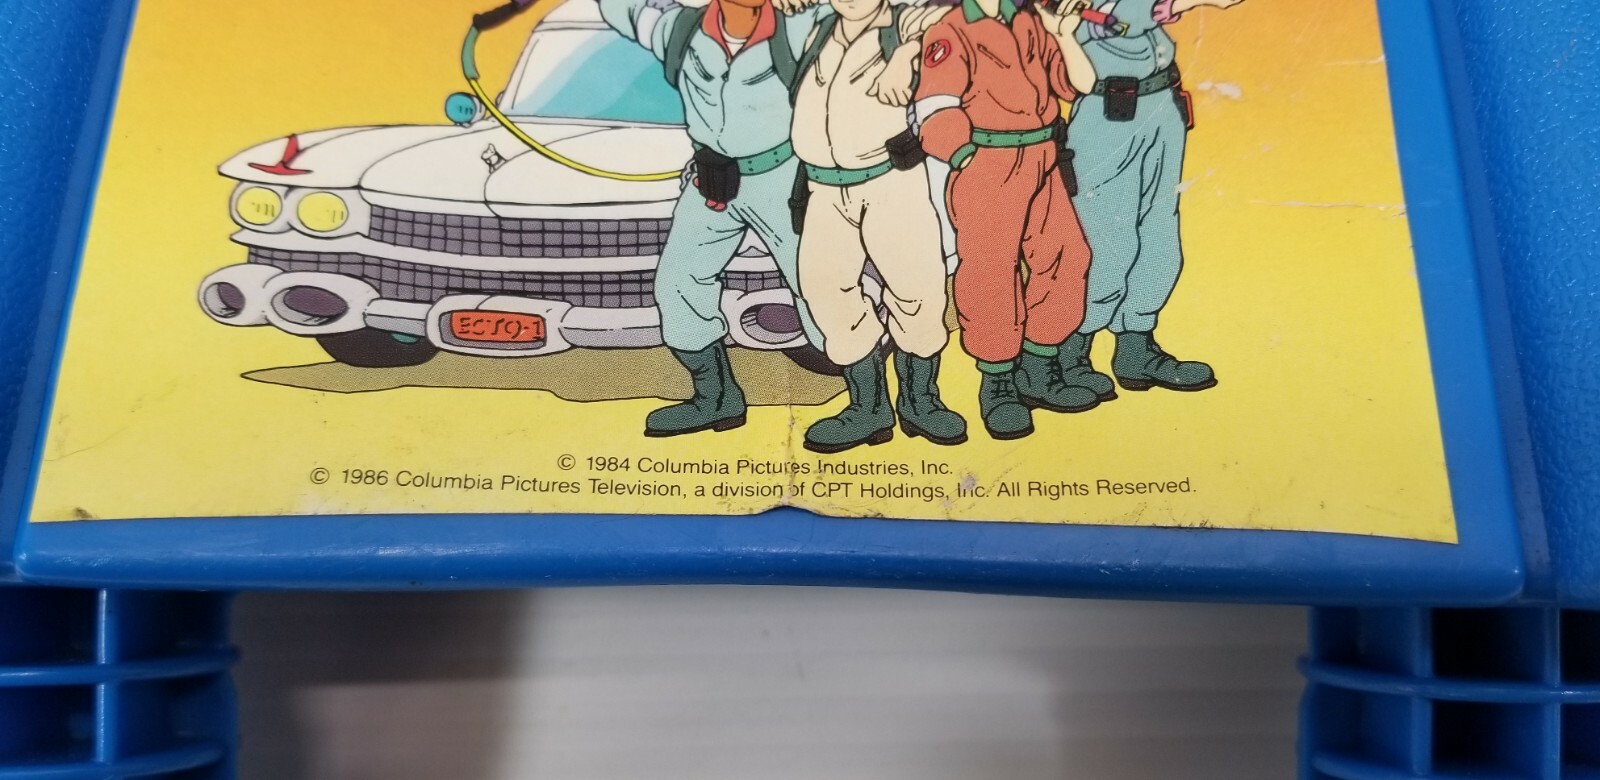 ECTO-1
© 1984 Columbia Pictures Industries, Inc.
© 1986 Columbia Pictures Television, a division of CPT Holdings, Inc. All Rights Reserved.